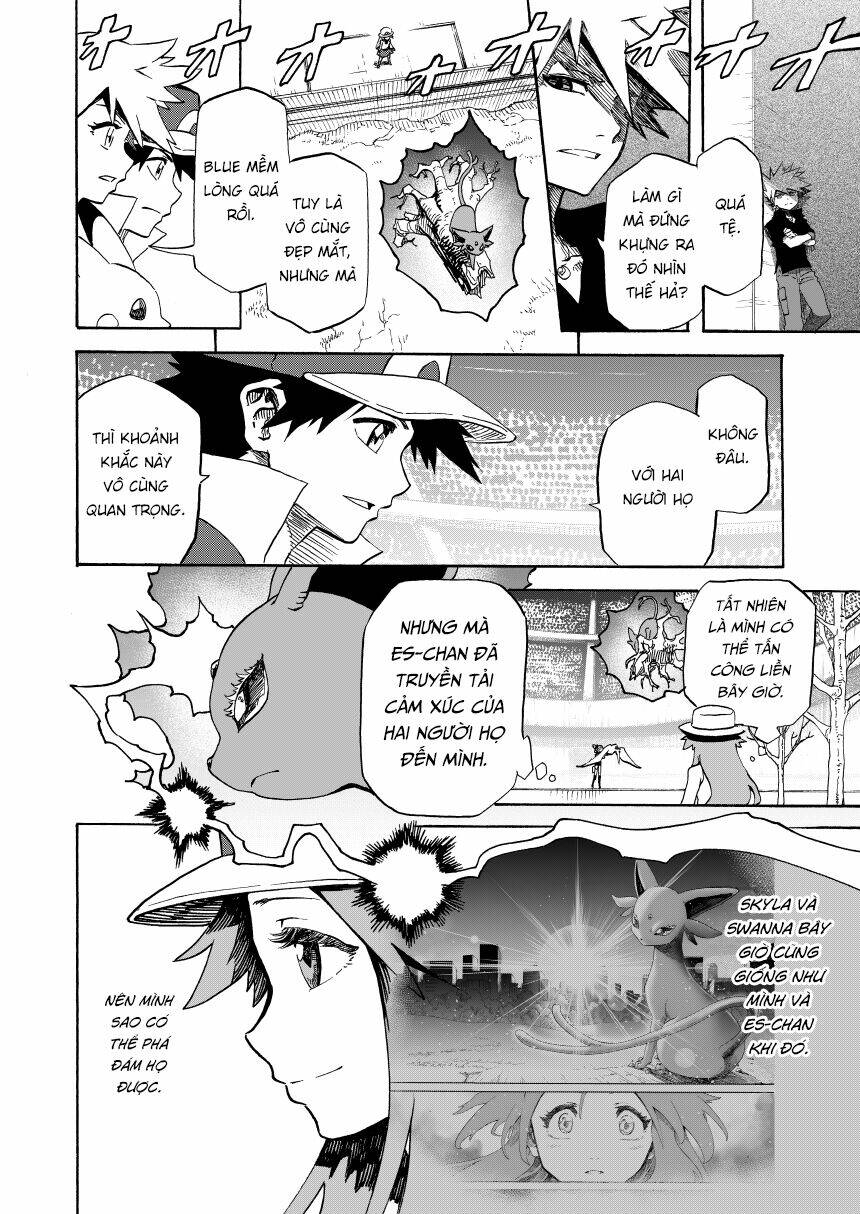 オオオオオオオオ
QUÁ
TỆ.
LÀM GÌ
MÀ ĐỨNG
KHỰNG RA
ĐÓ NHÌN
THẾ HẢ?
TUY LÀ
VÔ CÙNG
ĐẸP MẮT,
NHƯNG MÀ
BLUE MỀM
LÒNG QUÁ
RỒI.
KHÔNG
ĐÂU.
VỚI HAI
NGƯỜI HỌ
THÌ KHOẢNH
KHẮC NÀY
VÔ CÙNG
QUAN TRỌNG.
TẤT NHIÊN
LÀ MÌNH CÓ
THỂ TẤN
CÔNG LIỀN
BÂY GIỜ.
NHƯNG MÀ
ES-CHAN ĐÃ
TRUYỀN TẢI
CẢM XÚC CỦA
HAI NGƯỜI HỌ
ĐẾN MÌNH.
SKYLA VÀ
SWANNA BÂY
GIỜ CŨNG
GIỐNG NHƯ
MÌNH VÀ
ES-CHAN
KHI ĐÓ.
NÊN MÌNH
SAO CÓ
THỂ PHÁ
ĐÁM HỌ
ĐƯỢC.